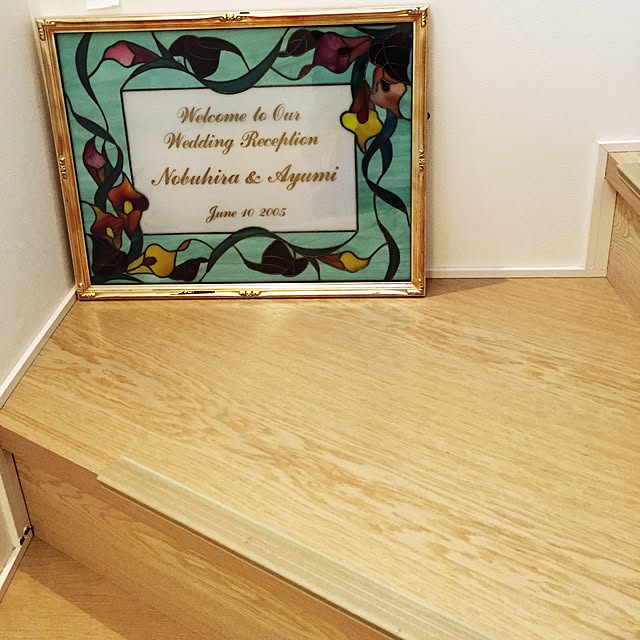 Welcome to Our
Wedding Reception
Nobuhira & Ayumi
June 10 2005